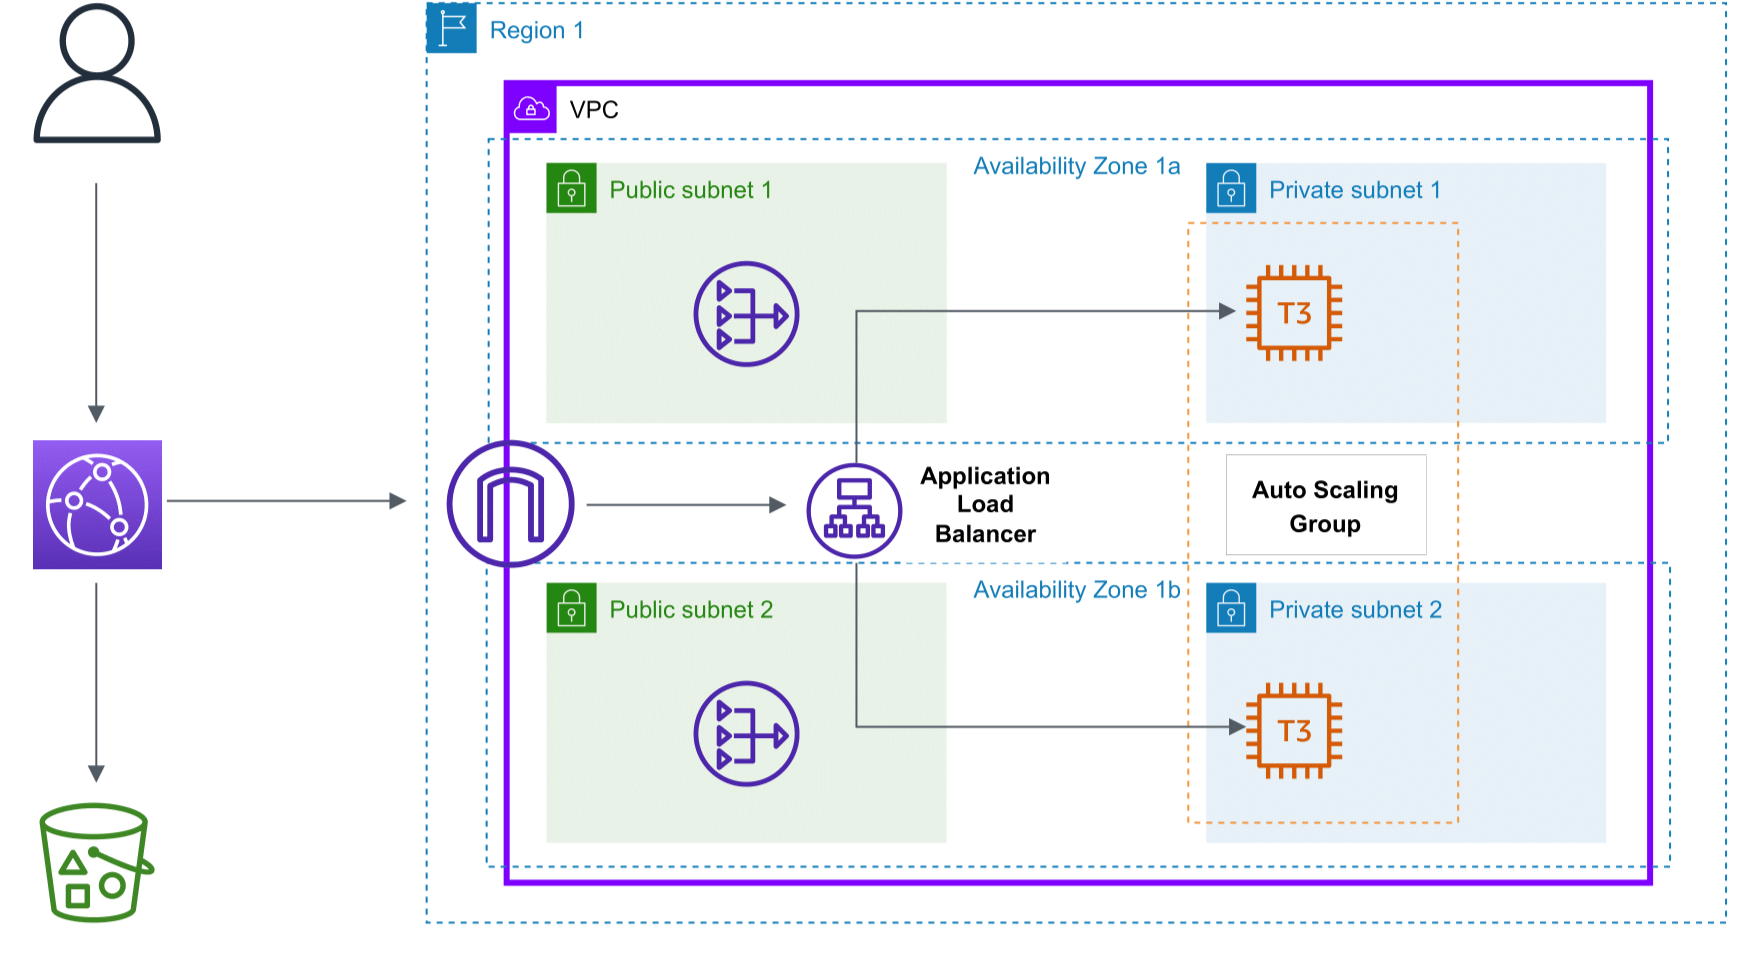 Region 1
VPC
Availability Zone 1a
Public subnet 1
Private subnet 1
T3
Application
Load
Balancer
Auto Scaling
Group
Availability Zone 1b
Public subnet 2
Private subnet 2
T3